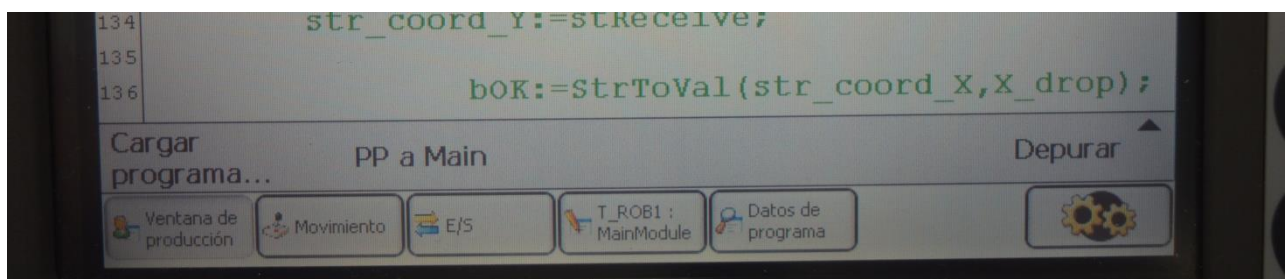 134 str_coord_Y:=stReceive;
135
136 bOK:=StrToVal(str_coord_X,X_drop);
Cargar programa...
PP a Main
Depurar
Ventana de producción
Movimiento
E/S
T_ROB1 : MainModule
Datos de programa